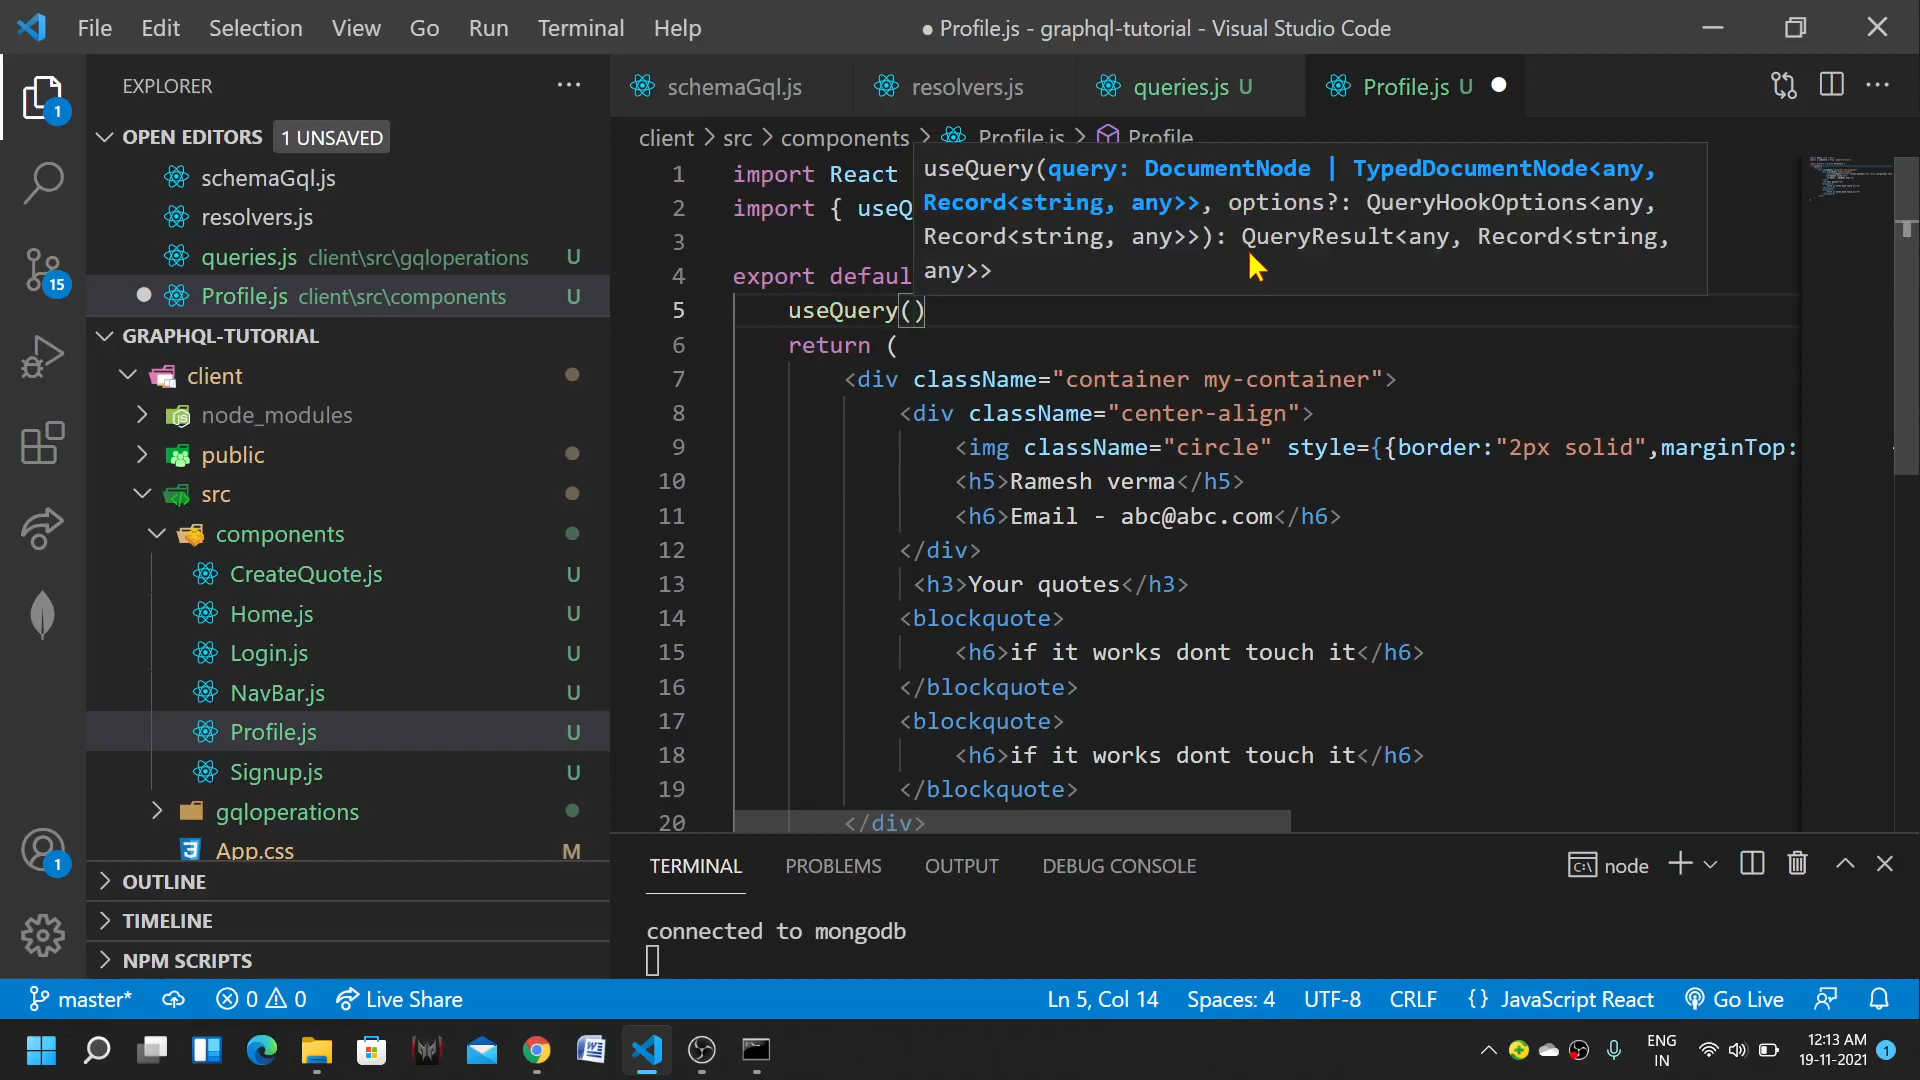 File Edit Selection View Go Run Terminal Help
● Profile.js - graphql-tutorial - Visual Studio Code
EXPLORER
schemaGql.js
resolvers.js
queries.js U
Profile.js U
OPEN EDITORS 1 UNSAVED
schemaGql.js
resolvers.js
queries.js client\src\gqloperations U
Profile.js client\src\components U
GRAPHQL-TUTORIAL
client
node_modules
public
src
components
CreateQuote.js U
Home.js U
Login.js U
NavBar.js U
Profile.js U
Signup.js U
gqloperations
App.css M
OUTLINE
TIMELINE
NPM SCRIPTS
1
15
1
client > src > components > Profile.js > Profile
useQuery(query: DocumentNode | TypedDocumentNode<any,
Record<string, any>>, options?: QueryHookOptions<any,
Record<string, any>>): QueryResult<any, Record<string,
any>>
1 import React
2 import { useQ
3
4 export defaul
5 useQuery()
6 return (
7 <div className="container my-container">
8 <div className="center-align">
9 <img className="circle" style={{border:"2px solid",marginTop:
10 <h5>Ramesh verma</h5>
11 <h6>Email - abc@abc.com</h6>
12 </div>
13 <h3>Your quotes</h3>
14 <blockquote>
15 <h6>if it works dont touch it</h6>
16 </blockquote>
17 <blockquote>
18 <h6>if it works dont touch it</h6>
19 </blockquote>
20 </div>
TERMINAL PROBLEMS OUTPUT DEBUG CONSOLE
node
connected to mongodb
master* 0 0 Live Share
Ln 5, Col 14 Spaces: 4 UTF-8 CRLF {} JavaScript React Go Live
ENG
IN
12:13 AM
19-11-2021
1